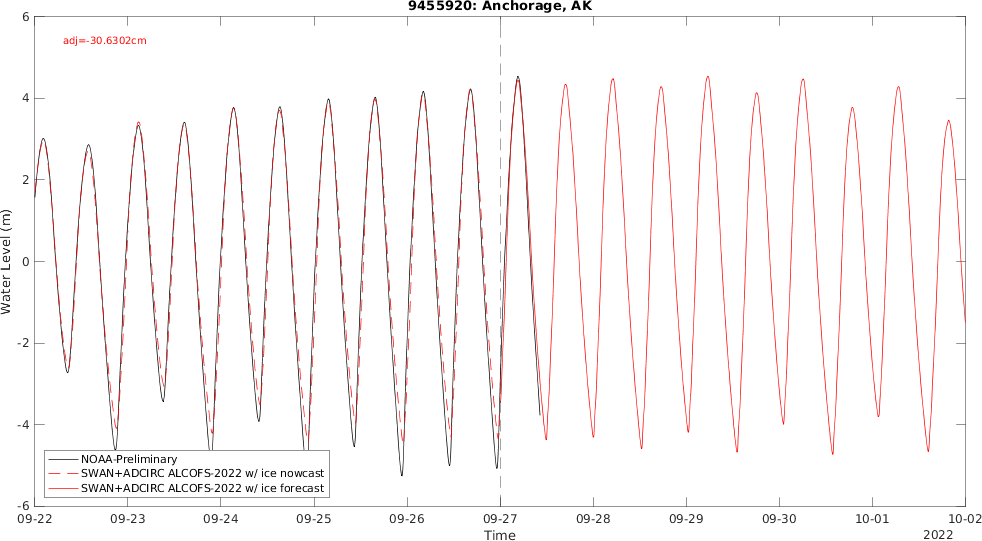 9455920: Anchorage, AK
adj=-30.6302cm
6
4
2
0
-2
-4
-6
Water Level (m)
NOAA-Preliminary
SWAN+ADCIRC ALCOFS-2022 w/ ice nowcast
SWAN+ADCIRC ALCOFS-2022 w/ ice forecast
09-22 09-23 09-24 09-25 09-26 09-27 09-28 09-29 09-30 10-01 10-02
Time
2022